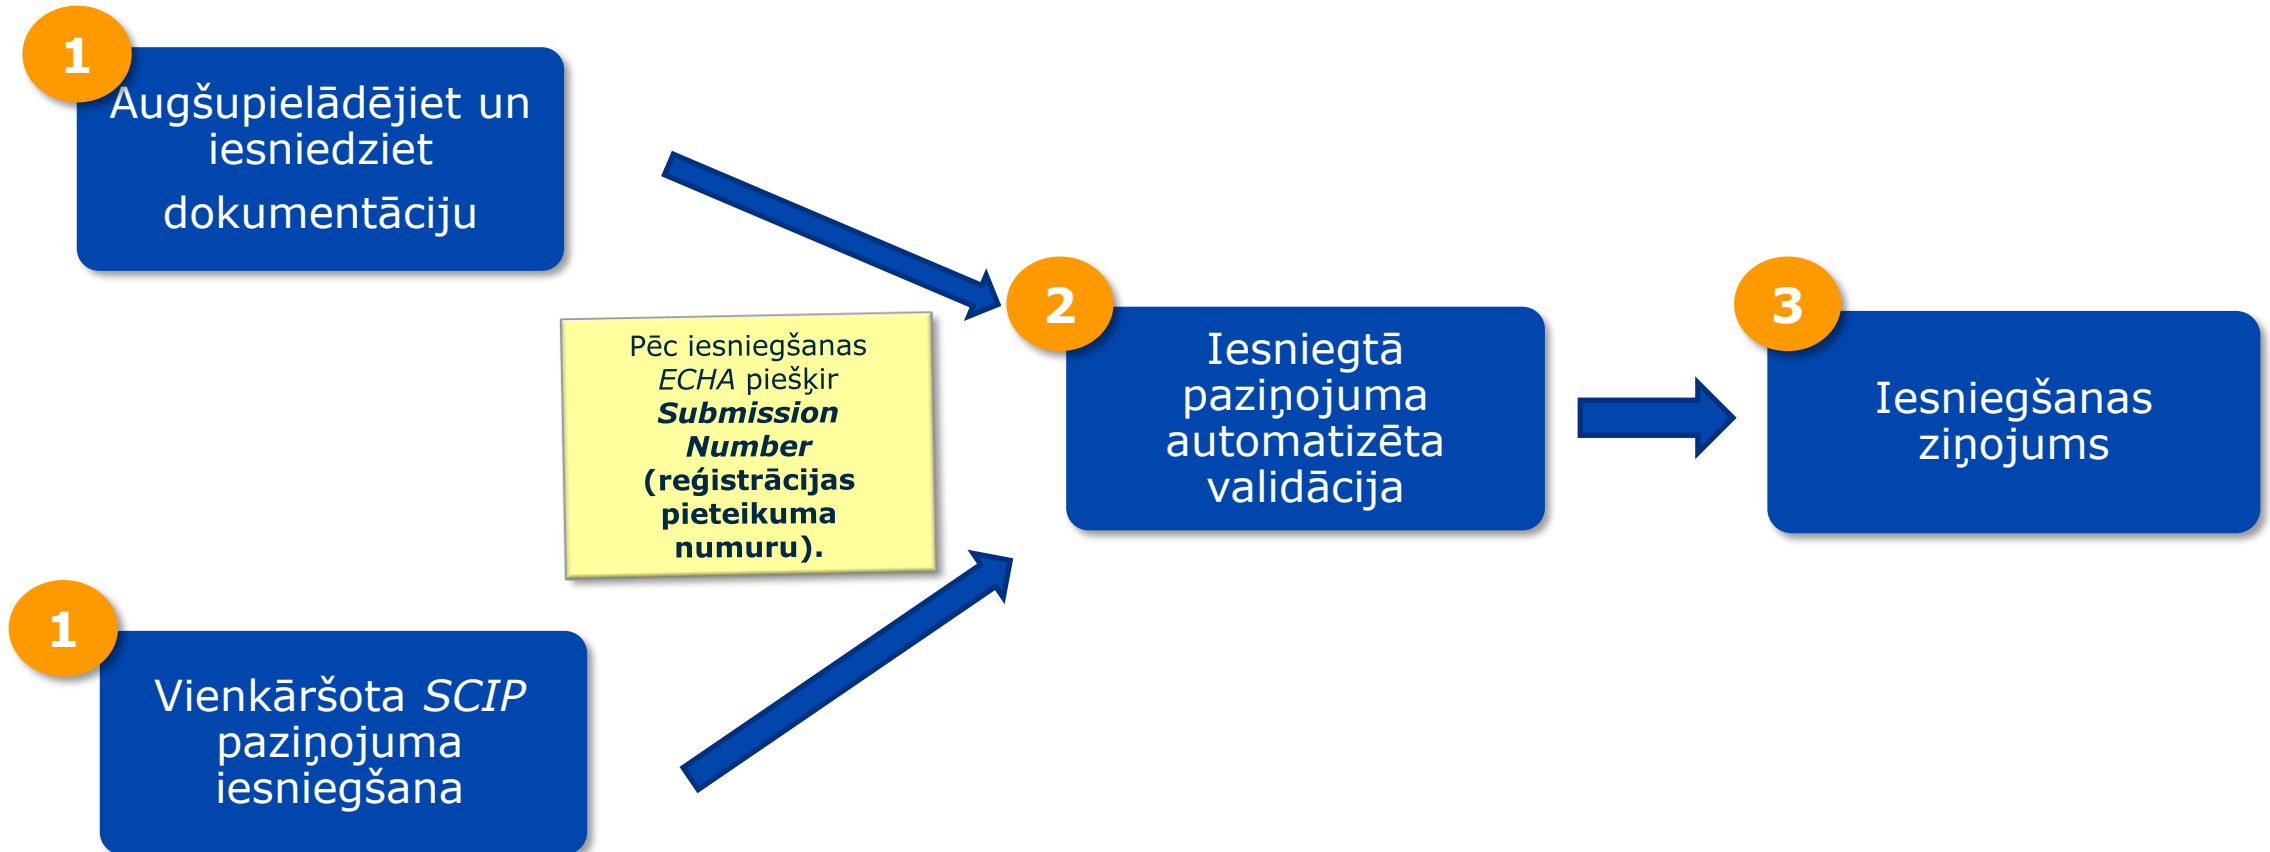 1
Augšupielādējiet un
iesniedziet
dokumentāciju
Pēc iesniegšanas
ECHA piešķir
Submission
Number
(reģistrācijas
pieteikuma
numuru).
1
Vienkāršota SCIP
paziņojuma
iesniegšana
2
Iesniegtā
paziņojuma
automatizēta
validācija
3
Iesniegšanas
ziņojums